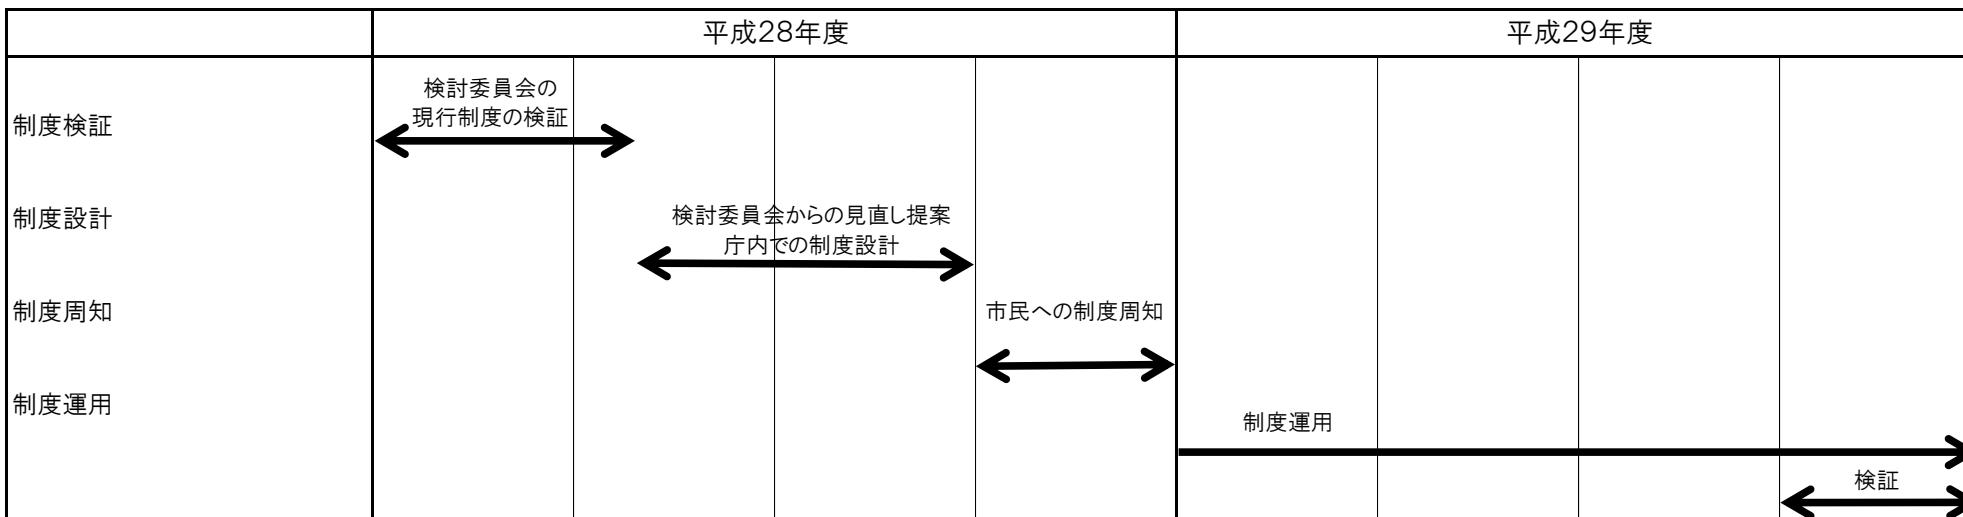 平成28年度
平成29年度
制度検証
検討委員会の
現行制度の検証
制度設計
検討委員会からの見直し提案
庁内での制度設計
制度周知
市民への制度周知
制度運用
制度運用
検証